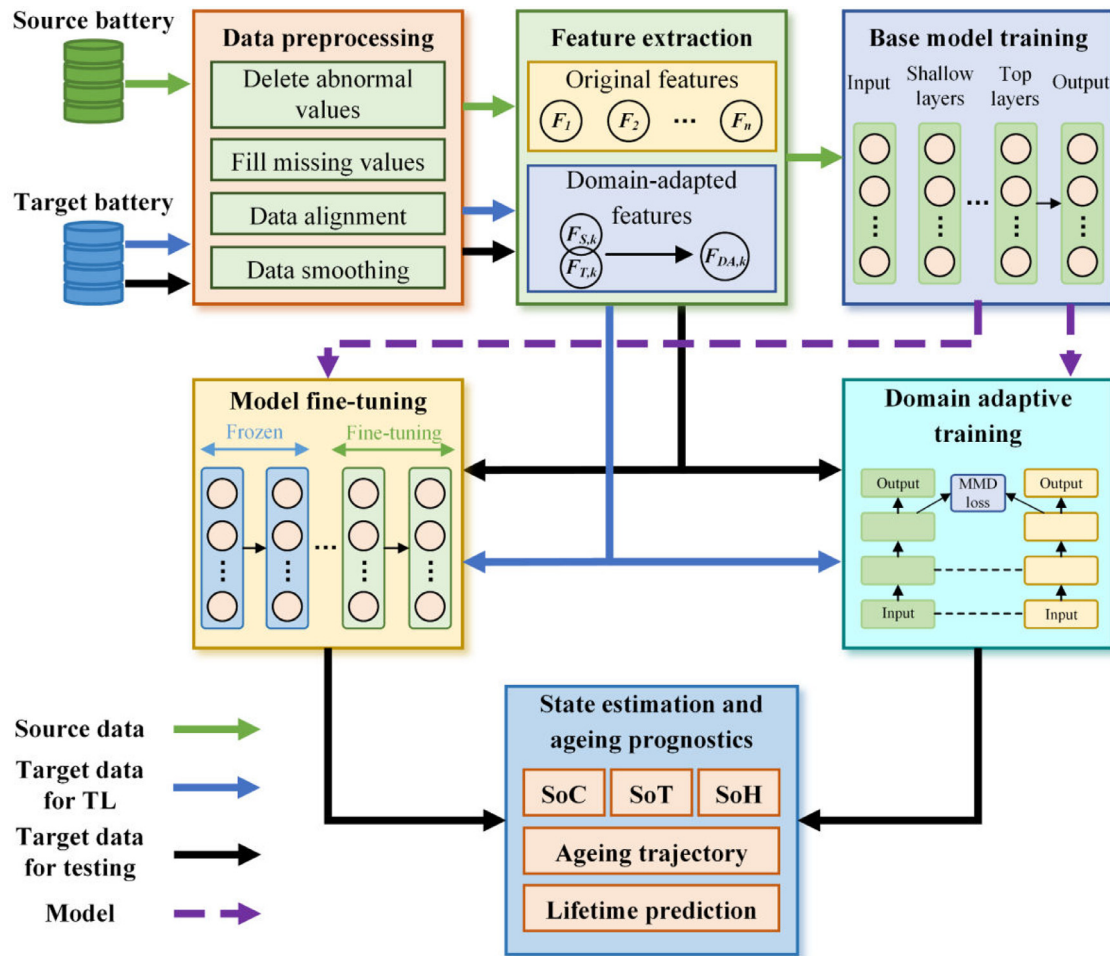 Source battery
Target battery
Data preprocessing
Delete abnormal
values
Fill missing values
Data alignment
Data smoothing
Feature extraction
Original features
F1 F2 ... Fn
Domain-adapted
features
FS,k
FT,k
FDA,k
Base model training
Input Shallow layers Top layers Output
Model fine-tuning
Frozen Fine-tuning
Domain adaptive
training
Output MMD loss Output
Input Input
State estimation and
ageing prognostics
SoC SoT SoH
Ageing trajectory
Lifetime prediction
Source data
Target data
for TL
Target data
for testing
Model